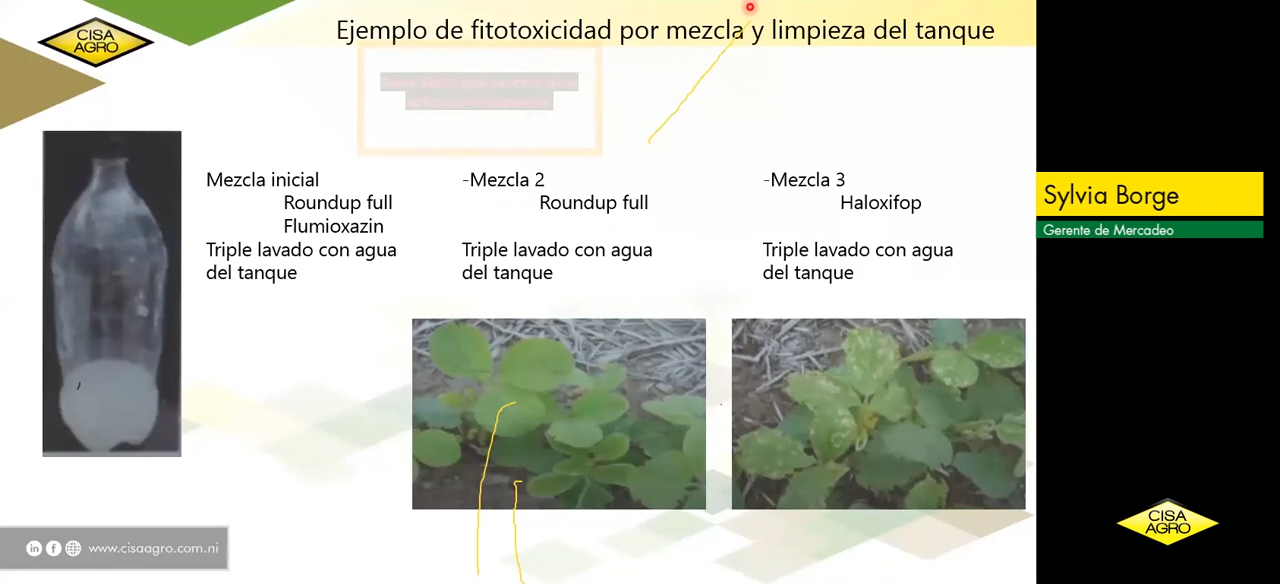 CISA
AGRO
Ejemplo de fitotoxicidad por mezcla y limpieza del tanque
Mezcla inicial
Roundup full
Flumioxazin
Triple lavado con agua
del tanque
-Mezcla 2
Roundup full
Triple lavado con agua
del tanque
-Mezcla 3
Haloxifop
Triple lavado con agua
del tanque
Sylvia Borge
Gerente de Mercadeo
www.cisaagro.com.ni
CISA
AGRO